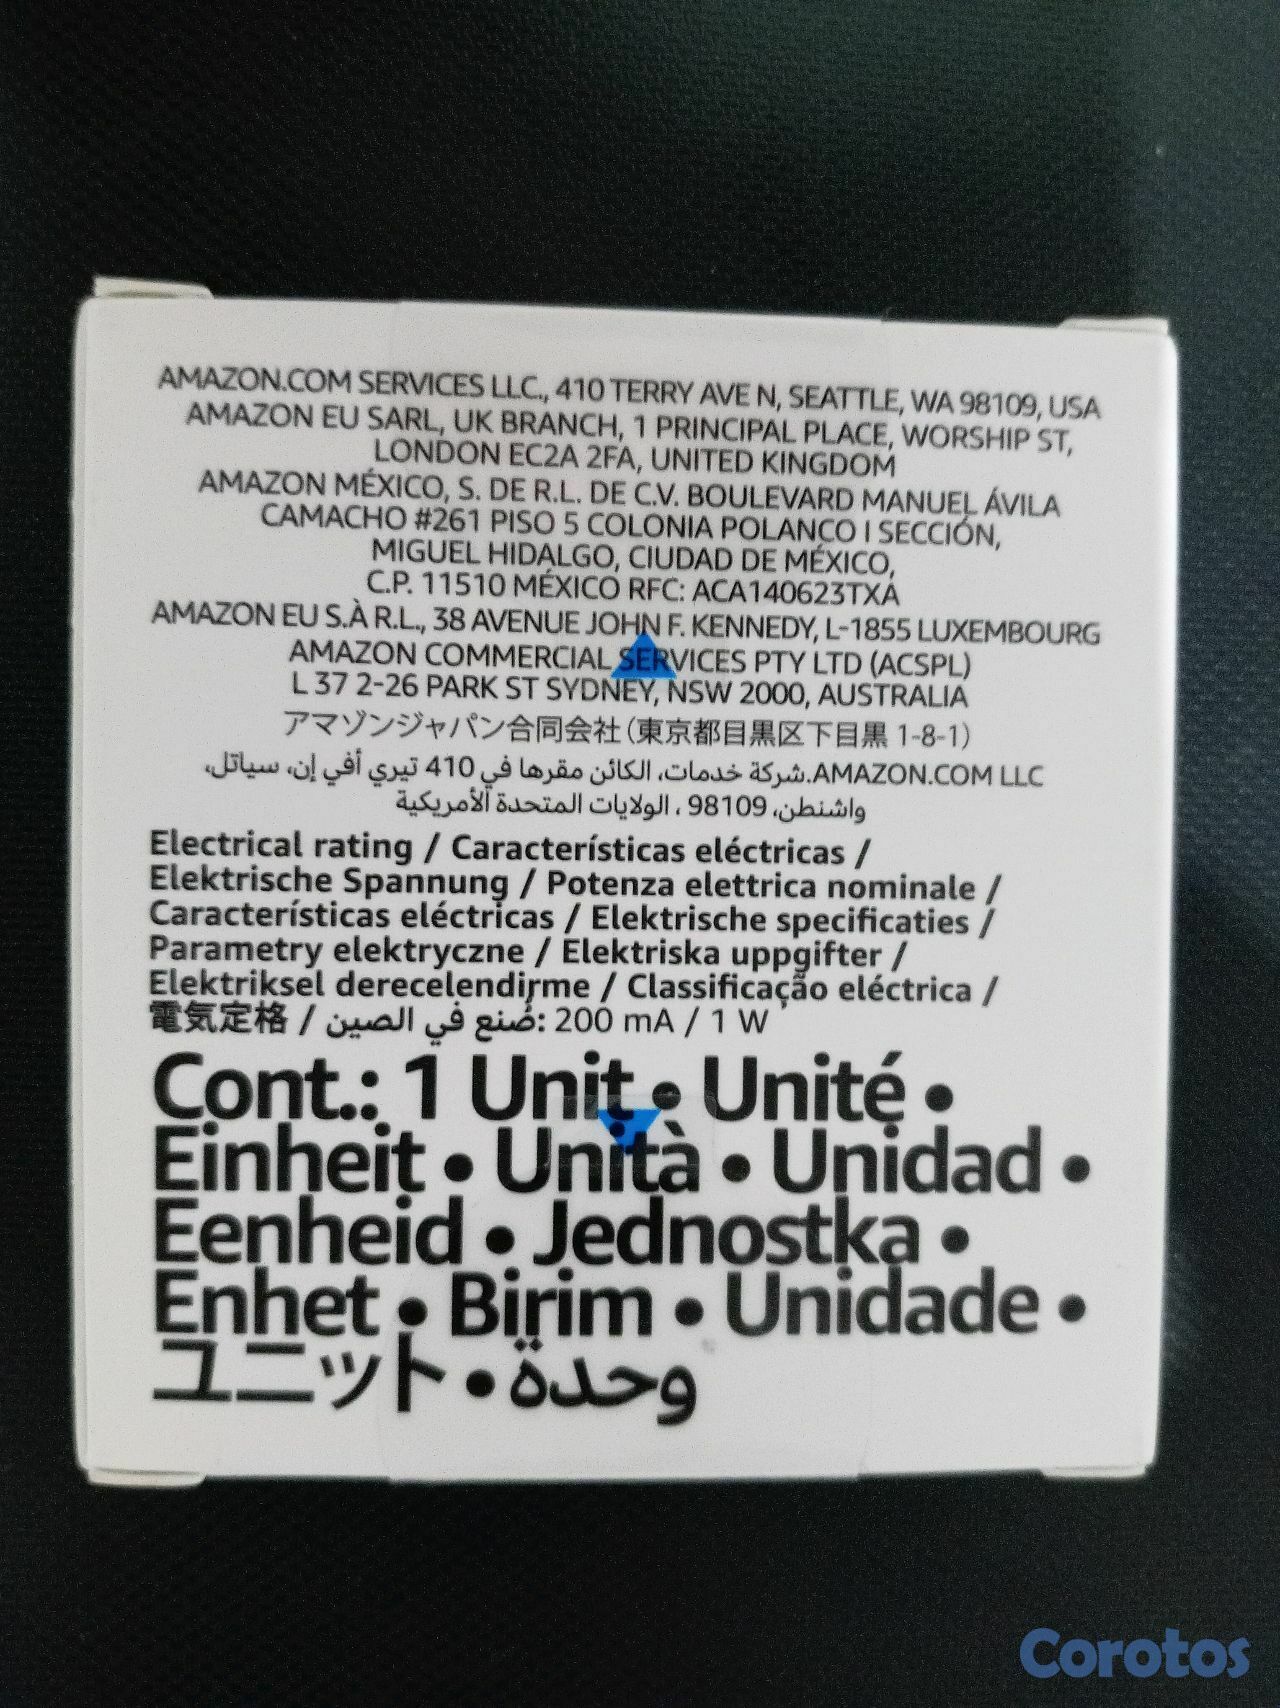 AMAZON.COM SERVICES LLC., 410 TERRY AVE N, SEATTLE, WA 98109, USA
AMAZON EU SARL, UK BRANCH, 1 PRINCIPAL PLACE, WORSHIP ST,
LONDON EC2A 2FA, UNITED KINGDOM
AMAZON MÉXICO, S. DE R.L. DE C.V. BOULEVARD MANUEL ÁVILA
CAMACHO #261 PISO 5 COLONIA POLANCO I SECCIÓN,
MIGUEL HIDALGO, CIUDAD DE MÉXICO,
C.P. 11510 MÉXICO RFC: ACA140623TXA
AMAZON EU S.À R.L., 38 AVENUE JOHN F. KENNEDY, L-1855 LUXEMBOURG
AMAZON COMMERCIAL SERVICES PTY LTD (ACSPL)
L 37 2-26 PARK ST SYDNEY, NSW 2000, AUSTRALIA
アマゾンジャパン合同会社(東京都目黒区下目黒 1-8-1)
AMAZON.COM LLC.شركة خدمات، الكائن مقرها في 410 تيري أفي إن، سياتل،
واشنطن، 98109 ، الولايات المتحدة الأمريكية
Electrical rating / Características eléctricas /
Elektrische Spannung / Potenza elettrica nominale /
Características eléctricas / Elektrische specificaties /
Parametry elektryczne / Elektriska uppgifter /
Elektriksel derecelendirme / Classificação eléctrica /
電気定格 / صُنع في الصين: 200 mA / 1 W
Cont.: 1 Unit • Unité •
Einheit • Unità • Unidad •
Eenheid • Jednostka •
Enhet • Birim • Unidade •
ユニット • وحدة
Corotos